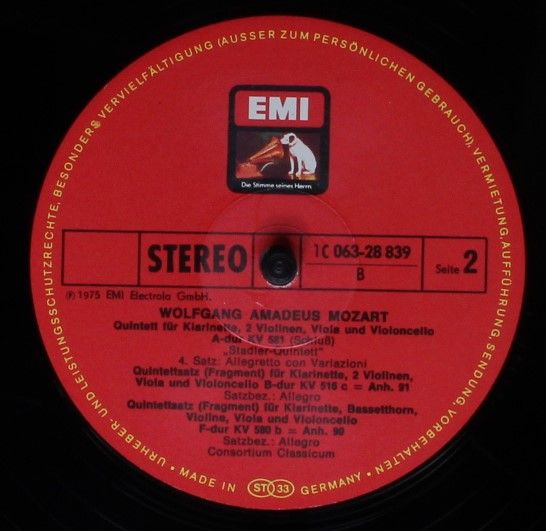 URHEBER- UND LEISTUNGSSCHUTZRECHTE, BESONDERS VERVIELFÄLTIGUNG (AUSSER ZUM PERSÖNLICHEN GEBRAUCH), VERMIETUNG, AUFFÜHRUNG, SENDUNG, VORBEHALTEN •
EMI
Die Stimme seines Herrn
STEREO
1C 063-28 839
B
Seite 2
℗ 1975 EMI Electrola GmbH.
WOLFGANG AMADEUS MOZART
Quintett für Klarinette, 2 Violinen, Viola und Violoncello
A-dur KV 581 (Schluß)
„Stadler-Quintett"
4. Satz: Allegretto con Variazioni
Quintettsatz (Fragment) für Klarinette, 2 Violinen,
Viola und Violoncello B-dur KV 516 c = Anh. 91
Satzbez.: Allegro
Quintettsatz (Fragment) für Klarinette, Bassetthorn,
Violine, Viola und Violoncello
F-dur KV 580 b = Anh. 90
Satzbez.: Allegro
Consortium Classicum
• MADE IN ST 33 GERMANY •